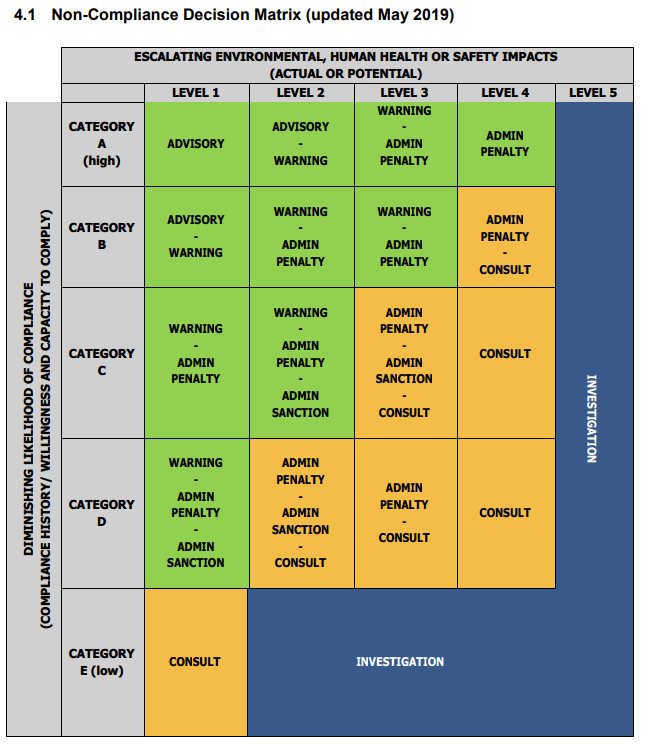 4.1 Non-Compliance Decision Matrix (updated May 2019)
ESCALATING ENVIRONMENTAL, HUMAN HEALTH OR SAFETY IMPACTS
(ACTUAL OR POTENTIAL)
LEVEL 1
LEVEL 2
LEVEL 3
LEVEL 4
LEVEL 5
DIMINISHING LIKELIHOOD OF COMPLIANCE
(COMPLIANCE HISTORY/ WILLINGNESS AND CAPACITY TO COMPLY)
CATEGORY
A
(high)
ADVISORY
ADVISORY
-
WARNING
WARNING
-
ADMIN
PENALTY
ADMIN
PENALTY
INVESTIGATION
CATEGORY
B
ADVISORY
-
WARNING
WARNING
-
ADMIN
PENALTY
WARNING
-
ADMIN
PENALTY
ADMIN
PENALTY
-
CONSULT
CATEGORY
C
WARNING
-
ADMIN
PENALTY
WARNING
-
ADMIN
PENALTY
-
ADMIN
SANCTION
ADMIN
PENALTY
-
ADMIN
SANCTION
-
CONSULT
CONSULT
CATEGORY
D
WARNING
-
ADMIN
PENALTY
-
ADMIN
SANCTION
ADMIN
PENALTY
-
ADMIN
SANCTION
-
CONSULT
ADMIN
PENALTY
-
CONSULT
CONSULT
CATEGORY
E (low)
CONSULT
INVESTIGATION